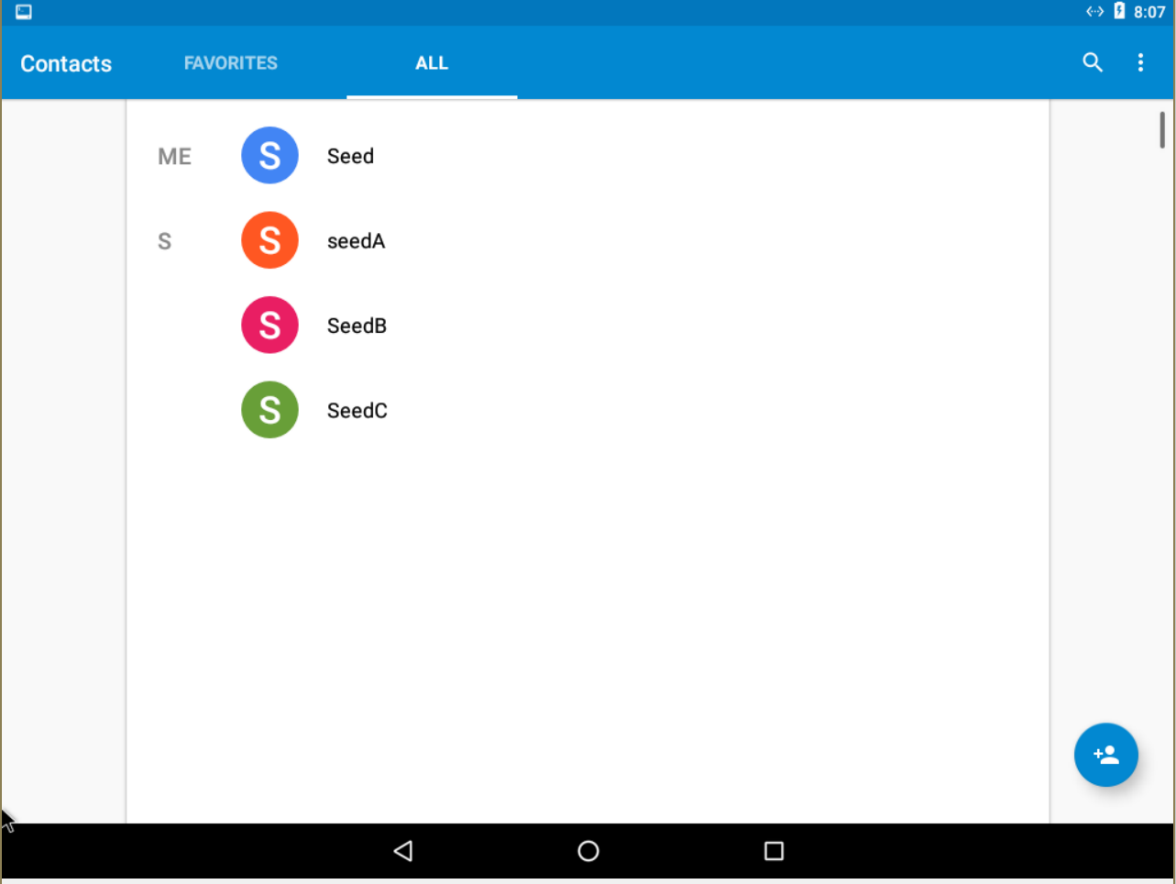 8:07
Contacts FAVORITES ALL
ME S Seed
S S seedA
S SeedB
S SeedC